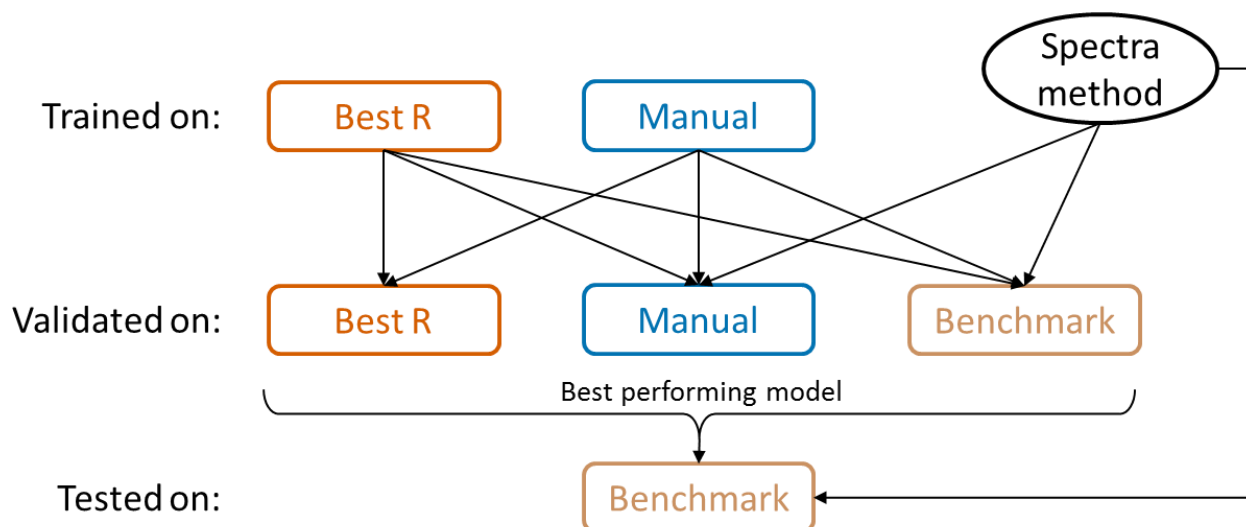 Spectra
method
Trained on:
Best R
Manual
Validated on:
Best R
Manual
Benchmark
Best performing model
Tested on:
Benchmark